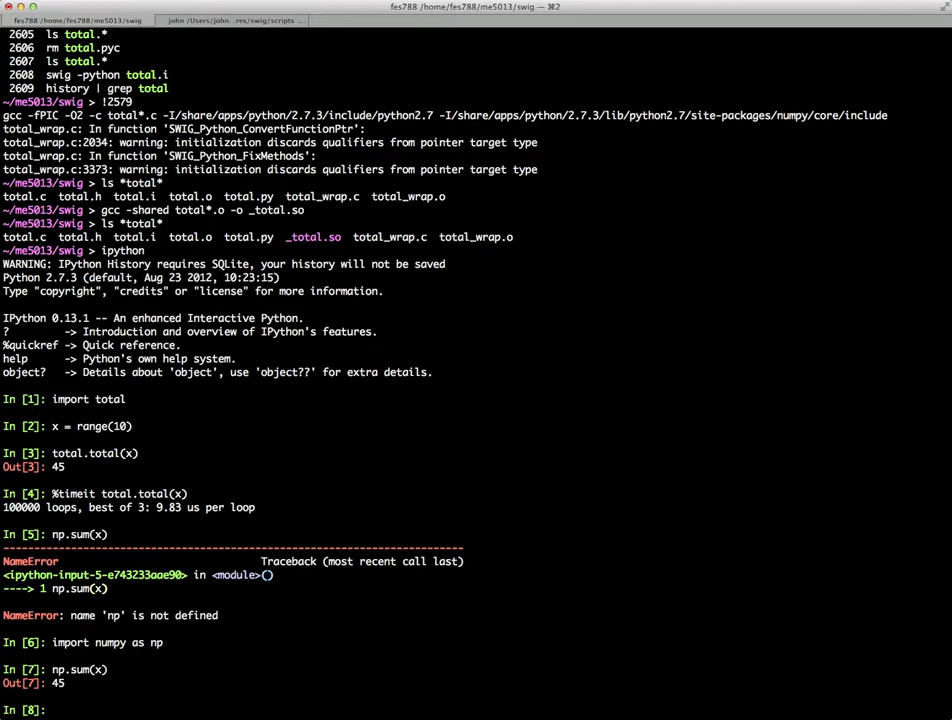 fes788 /home/fes788/me5013/swig — ⌘2
fes788 /home/fes788/me5013/swig
john /Users/john...res/swig/scripts ...
2605  ls total.*
2606  rm total.pyc
2607  ls total.*
2608  swig -python total.i
2609  history | grep total
~/me5013/swig > !2579
gcc -fPIC -O2 -c total*.c -I/share/apps/python/2.7.3/include/python2.7 -I/share/apps/python/2.7.3/lib/python2.7/site-packages/numpy/core/include
total_wrap.c: In function 'SWIG_Python_ConvertFunctionPtr':
total_wrap.c:2034: warning: initialization discards qualifiers from pointer target type
total_wrap.c: In function 'SWIG_Python_FixMethods':
total_wrap.c:3373: warning: initialization discards qualifiers from pointer target type
~/me5013/swig > ls *total*
total.c  total.h  total.i  total.o  total.py  total_wrap.c  total_wrap.o
~/me5013/swig > gcc -shared total*.o -o _total.so
~/me5013/swig > ls *total*
total.c  total.h  total.i  total.o  total.py  _total.so  total_wrap.c  total_wrap.o
~/me5013/swig > ipython
WARNING: IPython History requires SQLite, your history will not be saved
Python 2.7.3 (default, Aug 23 2012, 10:23:15)
Type "copyright", "credits" or "license" for more information.
IPython 0.13.1 -- An enhanced Interactive Python.
?         -> Introduction and overview of IPython's features.
%quickref -> Quick reference.
help      -> Python's own help system.
object?   -> Details about 'object', use 'object??' for extra details.
In [1]: import total
In [2]: x = range(10)
In [3]: total.total(x)
Out[3]: 45
In [4]: %timeit total.total(x)
100000 loops, best of 3: 9.83 us per loop
In [5]: np.sum(x)
---------------------------------------------------------------------------
NameError                                 Traceback (most recent call last)
<ipython-input-5-e743233aae90> in <module>()
----> 1 np.sum(x)
NameError: name 'np' is not defined
In [6]: import numpy as np
In [7]: np.sum(x)
Out[7]: 45
In [8]: